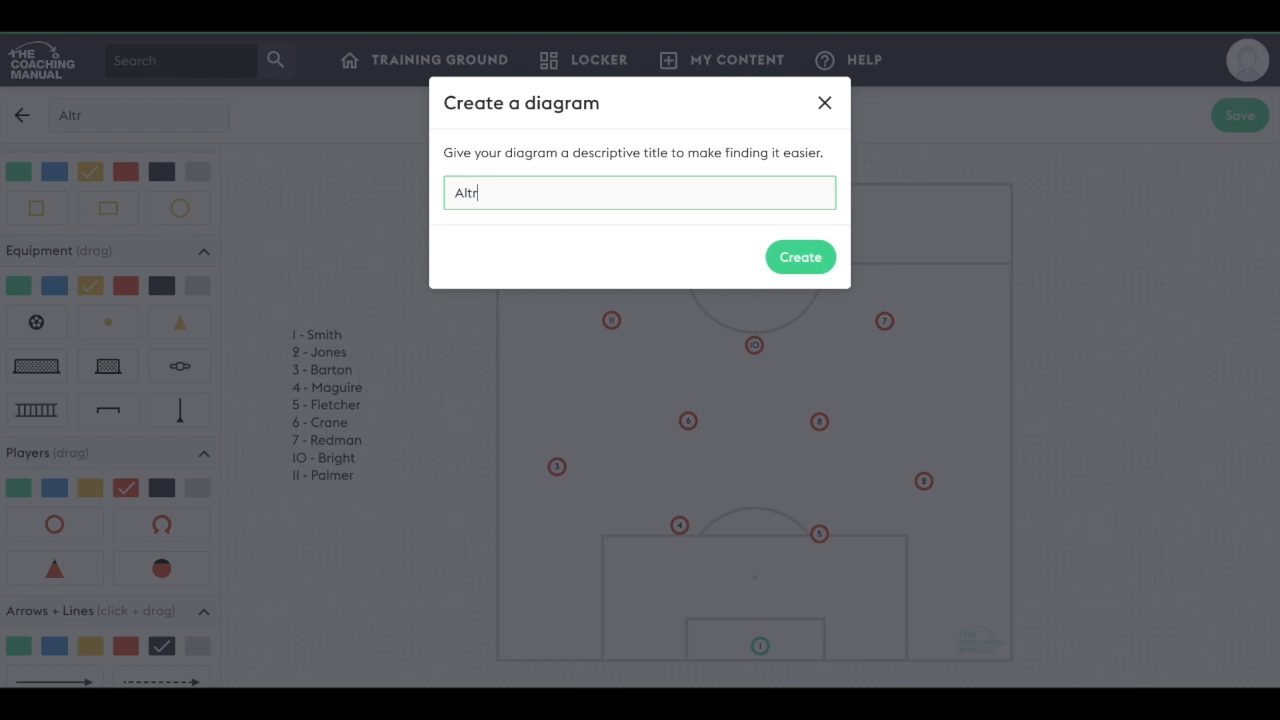 THE
COACHING
MANUAL
Search
TRAINING GROUND
LOCKER
MY CONTENT
HELP
Altr
Save
Create a diagram
Give your diagram a descriptive title to make finding it easier.
Altr
Create
Equipment (drag)
Players (drag)
Arrows + Lines (click + drag)
1 - Smith
2 - Jones
3 - Barton
4 - Maguire
5 - Fletcher
6 - Crane
7 - Redman
10 - Bright
11 - Palmer
11
7
10
6
8
3
2
4
5
1
THE
COACHING
MANUAL